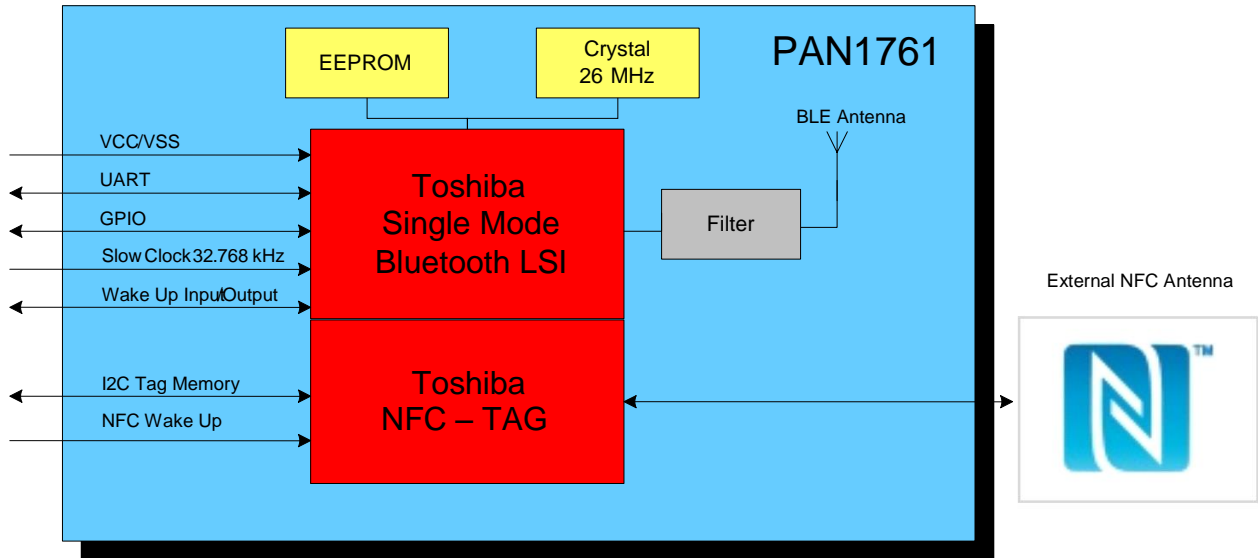 PAN1761
EEPROM
Crystal
26 MHz
BLE Antenna
VCC/VSS
UART
GPIO
Slow Clock 32.768 kHz
Wake Up Input/Output
Toshiba
Single Mode
Bluetooth LSI
Filter
External NFC Antenna
I2C Tag Memory
NFC Wake Up
Toshiba
NFC – TAG
TM